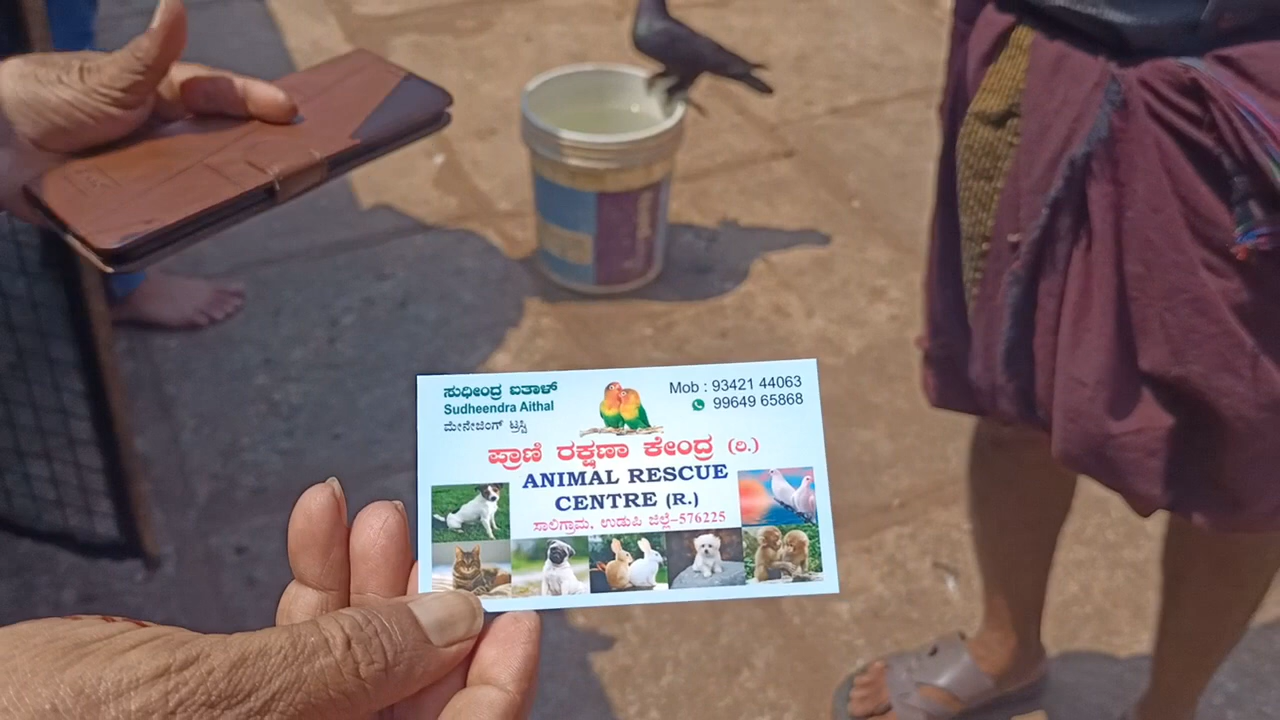 ಸುಧೀಂದ್ರ ಐತಾಳ್
Sudheendra Aithal
ಮೇನೇಜಿಂಗ್ ಟ್ರಸ್ಟಿ
Mob : 93421 44063
99649 65868
ಪ್ರಾಣಿ ರಕ್ಷಣಾ ಕೇಂದ್ರ (ರಿ.)
ANIMAL RESCUE
CENTRE (R.)
ಸಾಲಿಗ್ರಾಮ, ಉಡುಪಿ ಜಿಲ್ಲೆ-576225